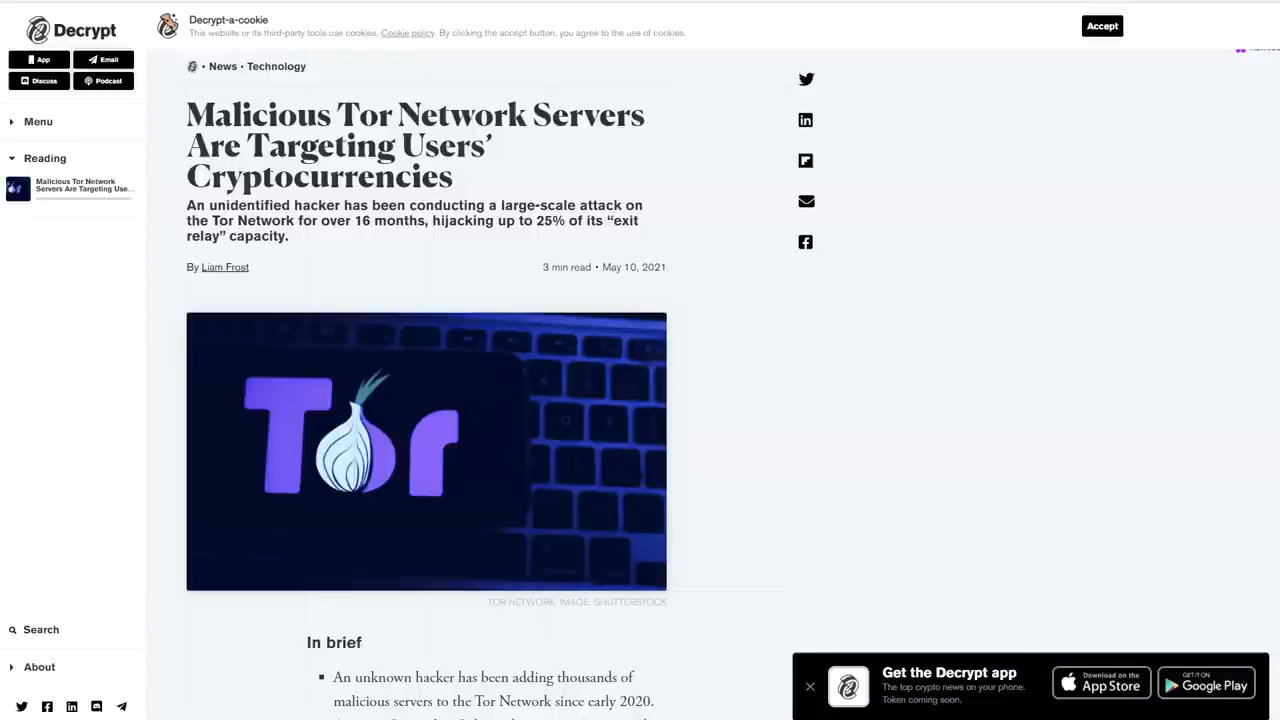 Decrypt
App
Email
Discuss
Podcast
Menu
Reading
Malicious Tor Network
Servers Are Targeting Use...
Search
About
Decrypt-a-cookie
This website or its third-party tools use cookies. Cookie policy. By clicking the accept button, you agree to the use of cookies.
Accept
• News • Technology
Malicious Tor Network Servers
Are Targeting Users’
Cryptocurrencies
An unidentified hacker has been conducting a large-scale attack on
the Tor Network for over 16 months, hijacking up to 25% of its “exit
relay” capacity.
By Liam Frost
3 min read • May 10, 2021
Tor
TOR NETWORK. IMAGE: SHUTTERSTOCK
In brief
An unknown hacker has been adding thousands of
malicious servers to the Tor Network since early 2020.
Get the Decrypt app
The top crypto news on your phone.
Token coming soon.
Download on the
App Store
GET IT ON
Google Play